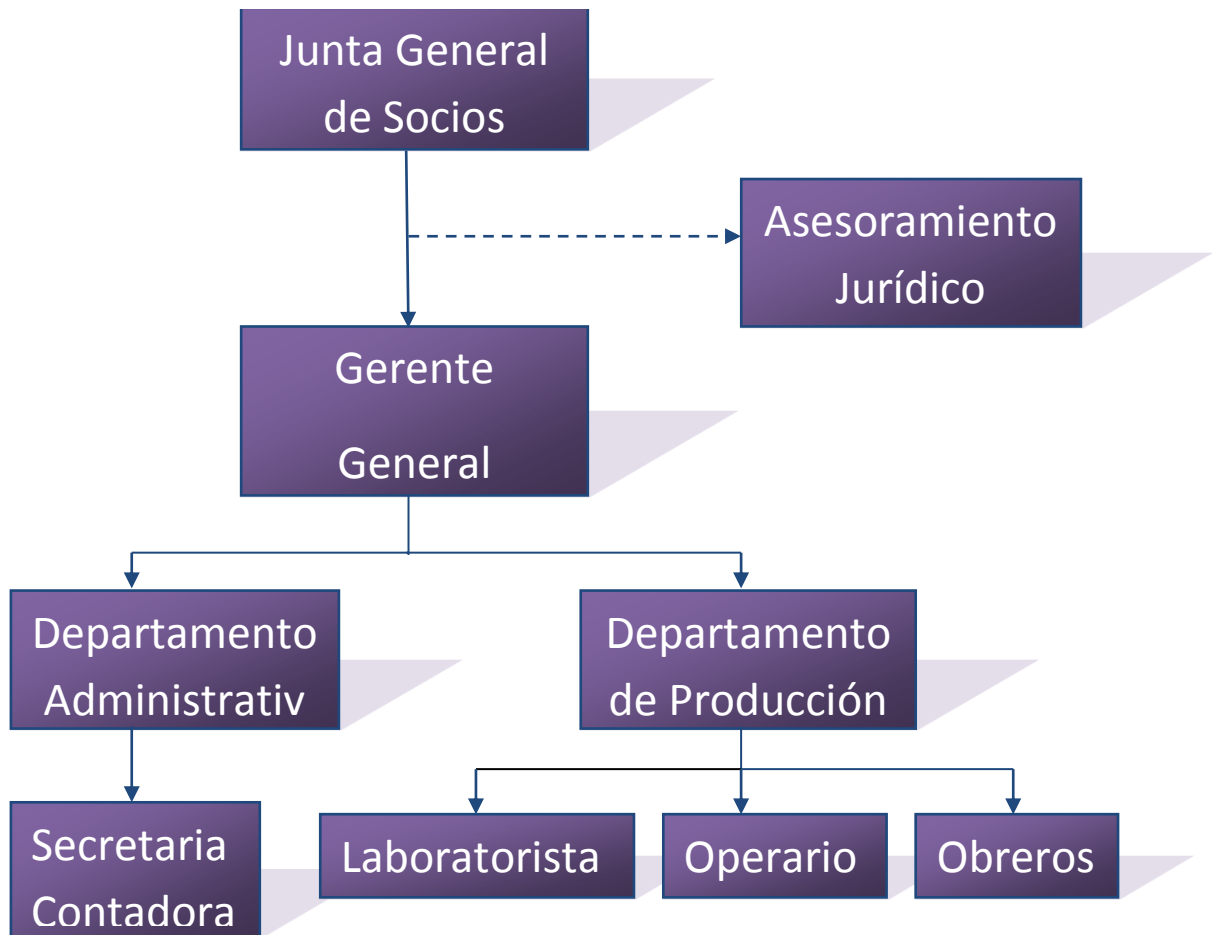 Junta General
de Socios
Asesoramiento
Jurídico
Gerente
General
Departamento
Administrativ
Departamento
de Producción
Secretaria
Contadora
Laboratorista
Operario
Obreros